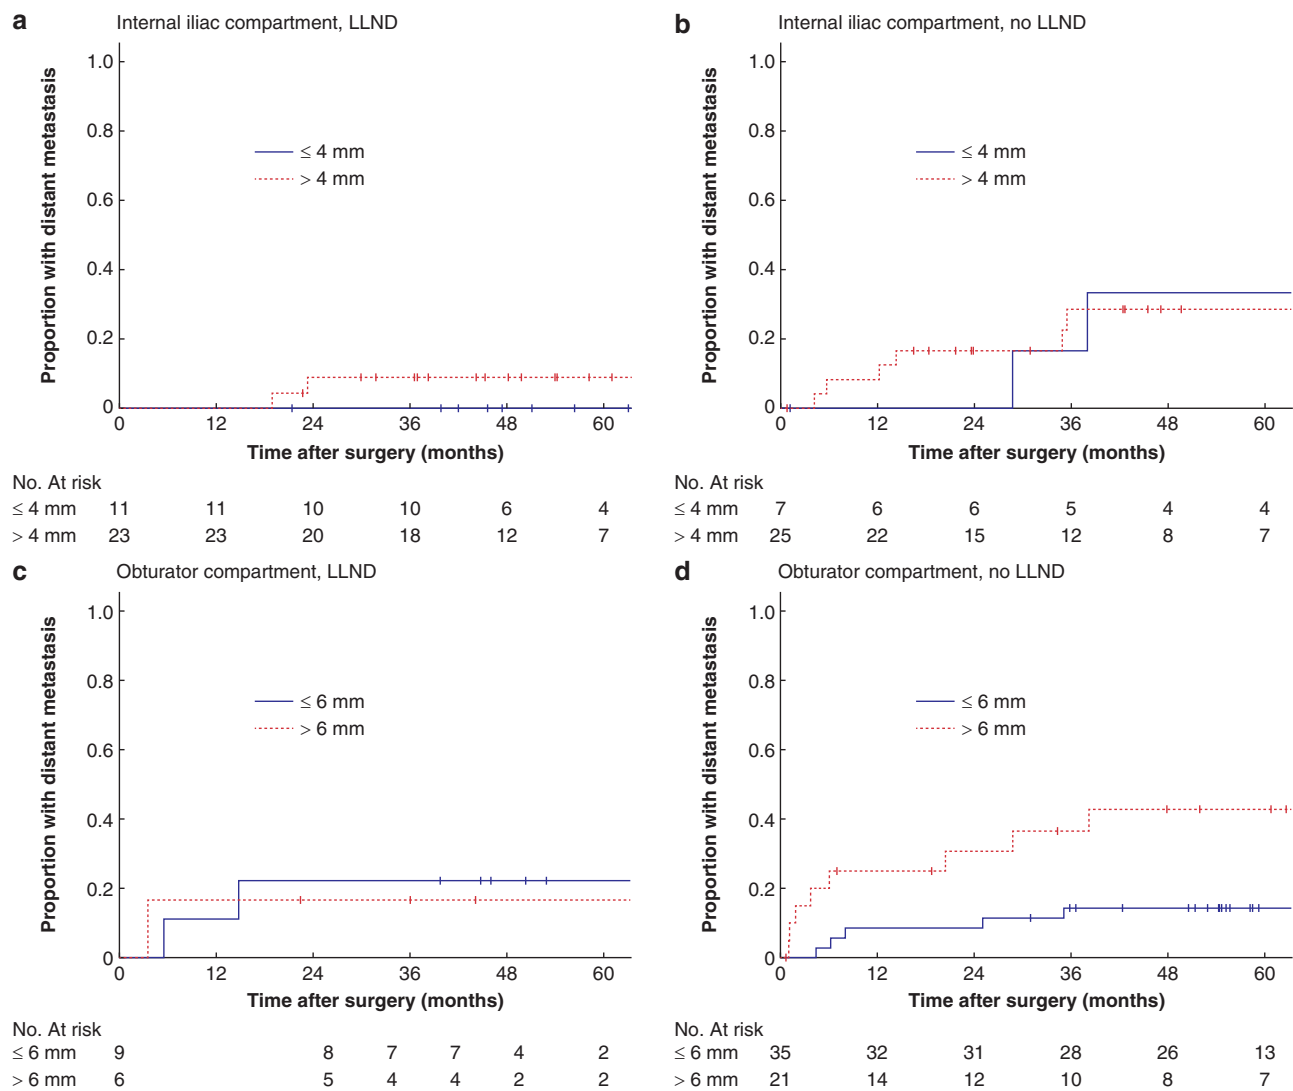 a Internal iliac compartment, LLND
Proportion with distant metastasis
1.0
0.8
0.6
0.4
0.2
0
≤ 4 mm
> 4 mm
0 12 24 36 48 60
Time after surgery (months)
No. At risk
≤ 4 mm 11 11 10 10 6 4
> 4 mm 23 23 20 18 12 7
b Internal iliac compartment, no LLND
Proportion with distant metastasis
1.0
0.8
0.6
0.4
0.2
0
≤ 4 mm
> 4 mm
0 12 24 36 48 60
Time after surgery (months)
No. At risk
≤ 4 mm 7 6 6 5 4 4
> 4 mm 25 22 15 12 8 7
c Obturator compartment, LLND
Proportion with distant metastasis
1.0
0.8
0.6
0.4
0.2
0
≤ 6 mm
> 6 mm
0 12 24 36 48 60
Time after surgery (months)
No. At risk
≤ 6 mm 9 8 7 7 4 2
> 6 mm 6 5 4 4 2 2
d Obturator compartment, no LLND
Proportion with distant metastasis
1.0
0.8
0.6
0.4
0.2
0
≤ 6 mm
> 6 mm
0 12 24 36 48 60
Time after surgery (months)
No. At risk
≤ 6 mm 35 32 31 28 26 13
> 6 mm 21 14 12 10 8 7